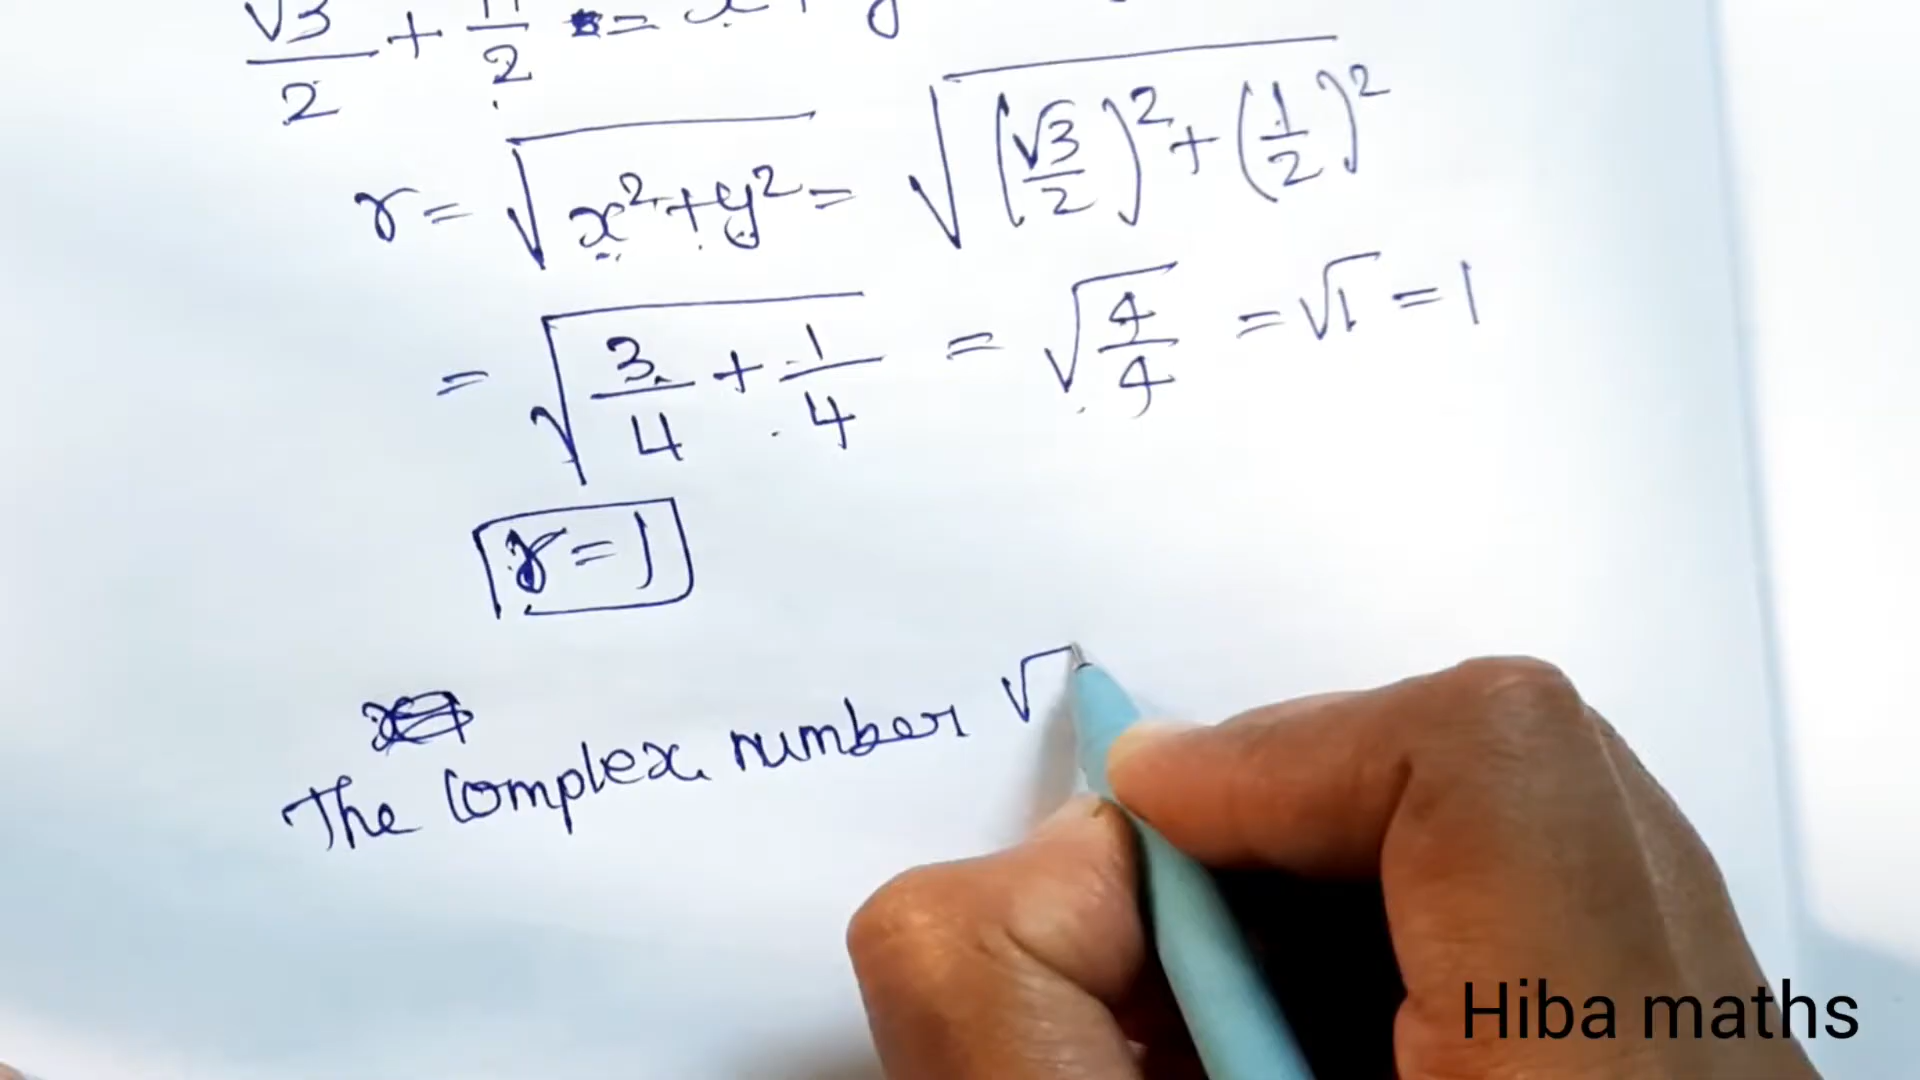 √3/2 + /2 = x + y
r = √(x²+y²) = √((√3/2)² + (1/2)²)
= √(3/4 + 1/4) = √(4/4) = √1 = 1
r = 1
The Complex number √
Hiba maths